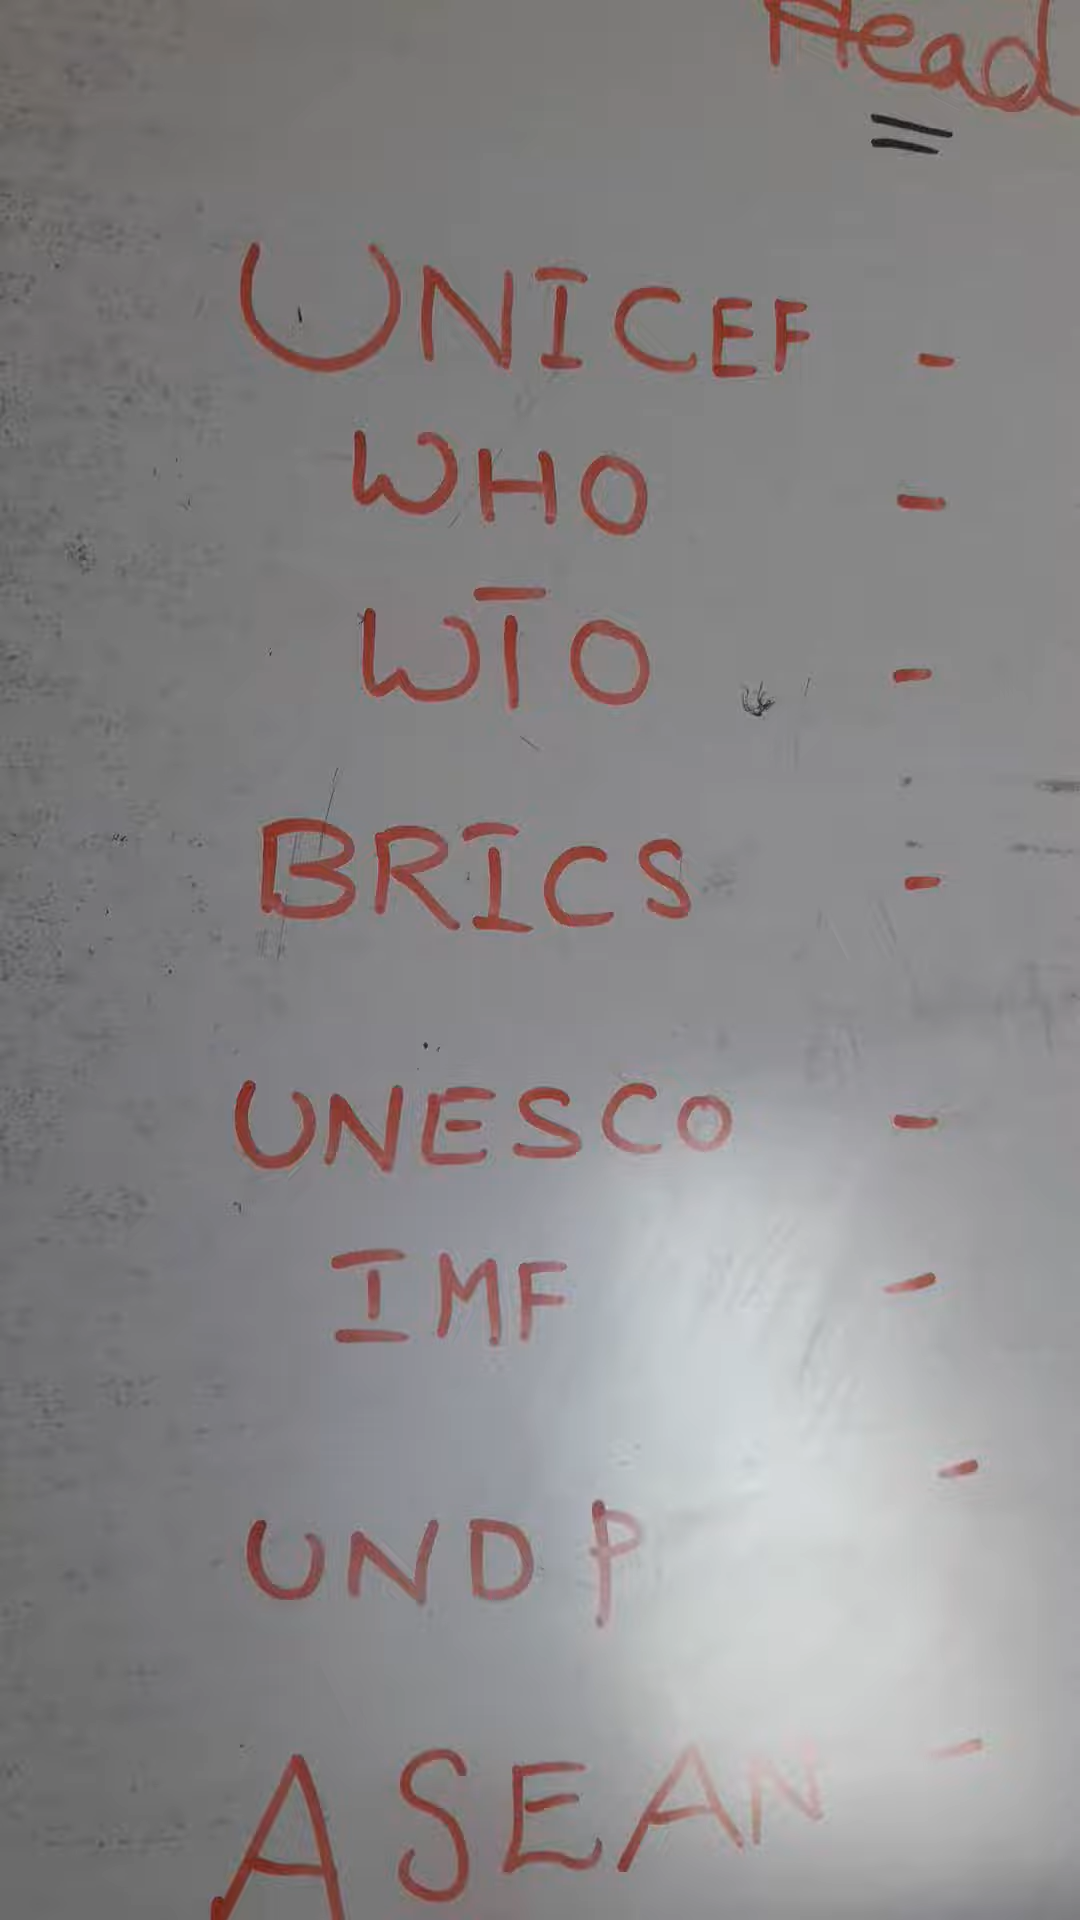 Head
UNICEF -
WHO -
WTO -
BRICS -
UNESCO -
IMF -
UNDP -
ASEAN -